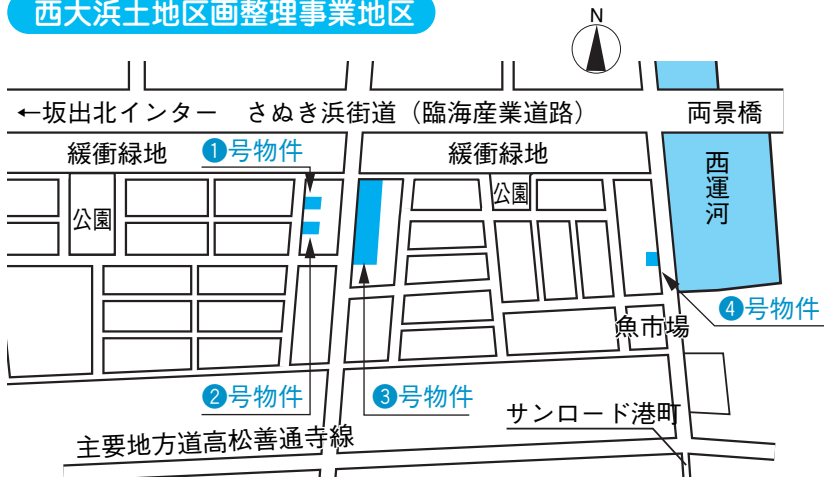 西大浜土地区画整理事業地区
N
←坂出北インター さぬき浜街道（臨海産業道路） 両景橋
緩衝緑地 ❶号物件 緩衝緑地
西運河
公園 公園
❹号物件
魚市場
❷号物件 ❸号物件
サンロード港町
主要地方道高松善通寺線